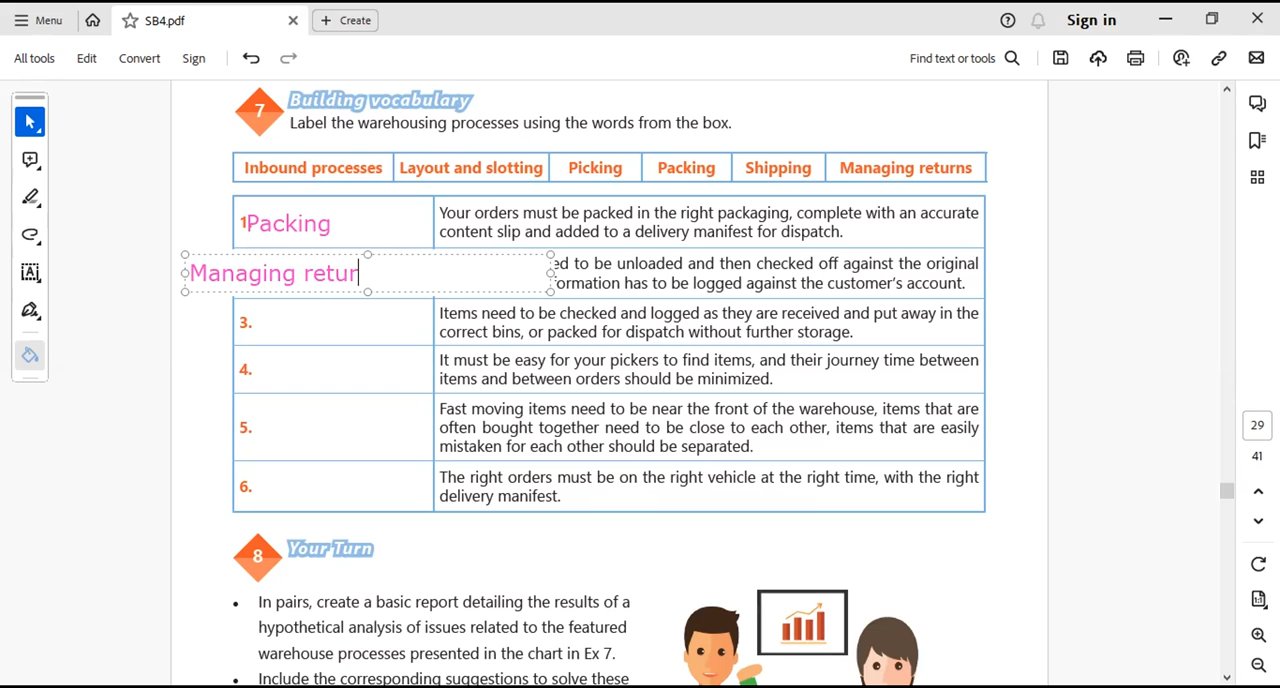 Menu
SB4.pdf
Create
Sign in
All tools
Edit
Convert
Sign
Find text or tools
7
Building vocabulary
Label the warehousing processes using the words from the box.
Inbound processes
Layout and slotting
Picking
Packing
Shipping
Managing returns
1
Packing
Your orders must be packed in the right packaging, complete with an accurate
content slip and added to a delivery manifest for dispatch.
Managing retur
ed to be unloaded and then checked off against the original
formation has to be logged against the customer's account.
3.
Items need to be checked and logged as they are received and put away in the
correct bins, or packed for dispatch without further storage.
4.
It must be easy for your pickers to find items, and their journey time between
items and between orders should be minimized.
5.
Fast moving items need to be near the front of the warehouse, items that are
often bought together need to be close to each other, items that are easily
mistaken for each other should be separated.
6.
The right orders must be on the right vehicle at the right time, with the right
delivery manifest.
8
Your Turn
• In pairs, create a basic report detailing the results of a
hypothetical analysis of issues related to the featured
warehouse processes presented in the chart in Ex 7.
• Include the corresponding suggestions to solve these
29
41